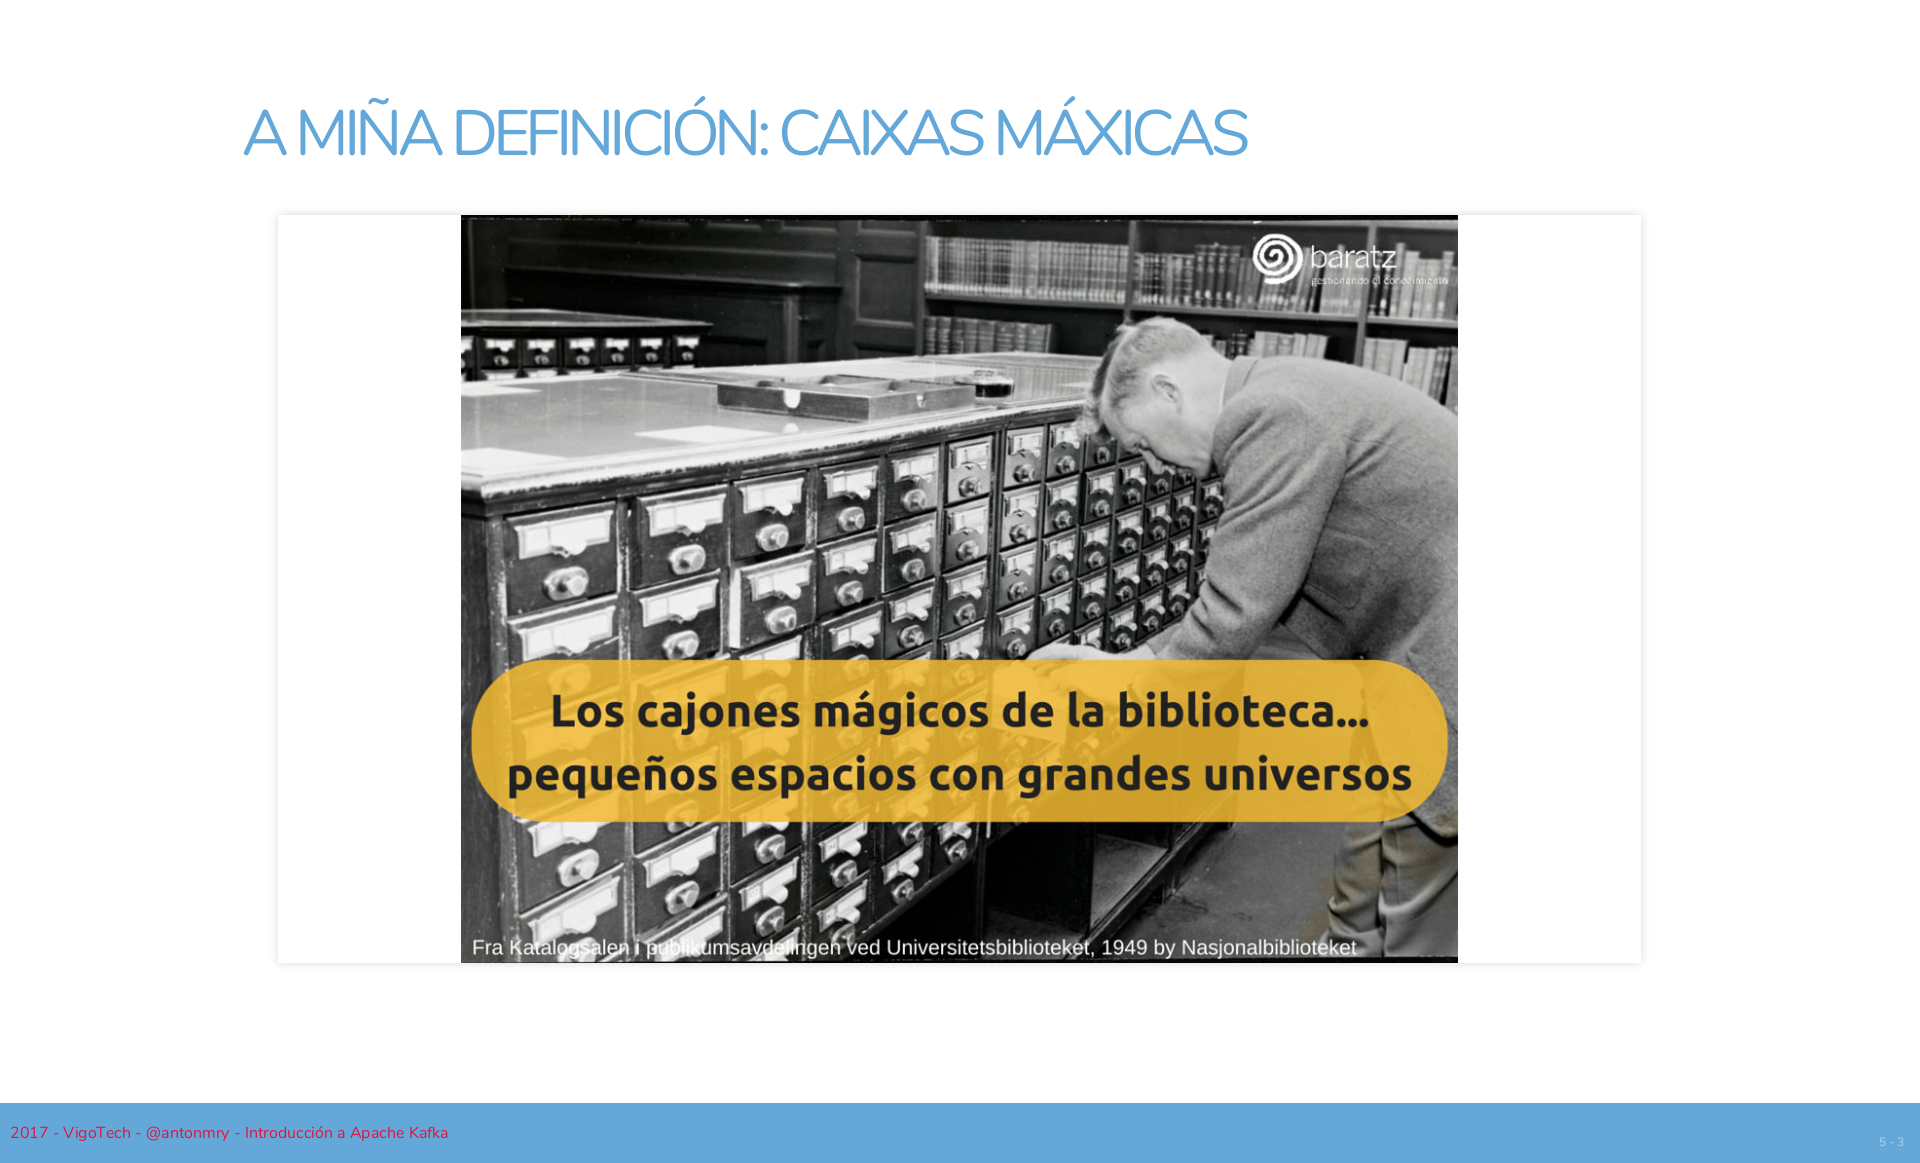 A MIÑA DEFINICIÓN: CAIXAS MÁXICAS
baratz
gestionando el conocimiento
Los cajones mágicos de la biblioteca...
pequeños espacios con grandes universos
Fra Katalogsalen i publikumsavdelingen ved Universitetsbiblioteket, 1949 by Nasjonalbiblioteket
2017 - VigoTech - @antonmry - Introducción a Apache Kafka
5 - 3